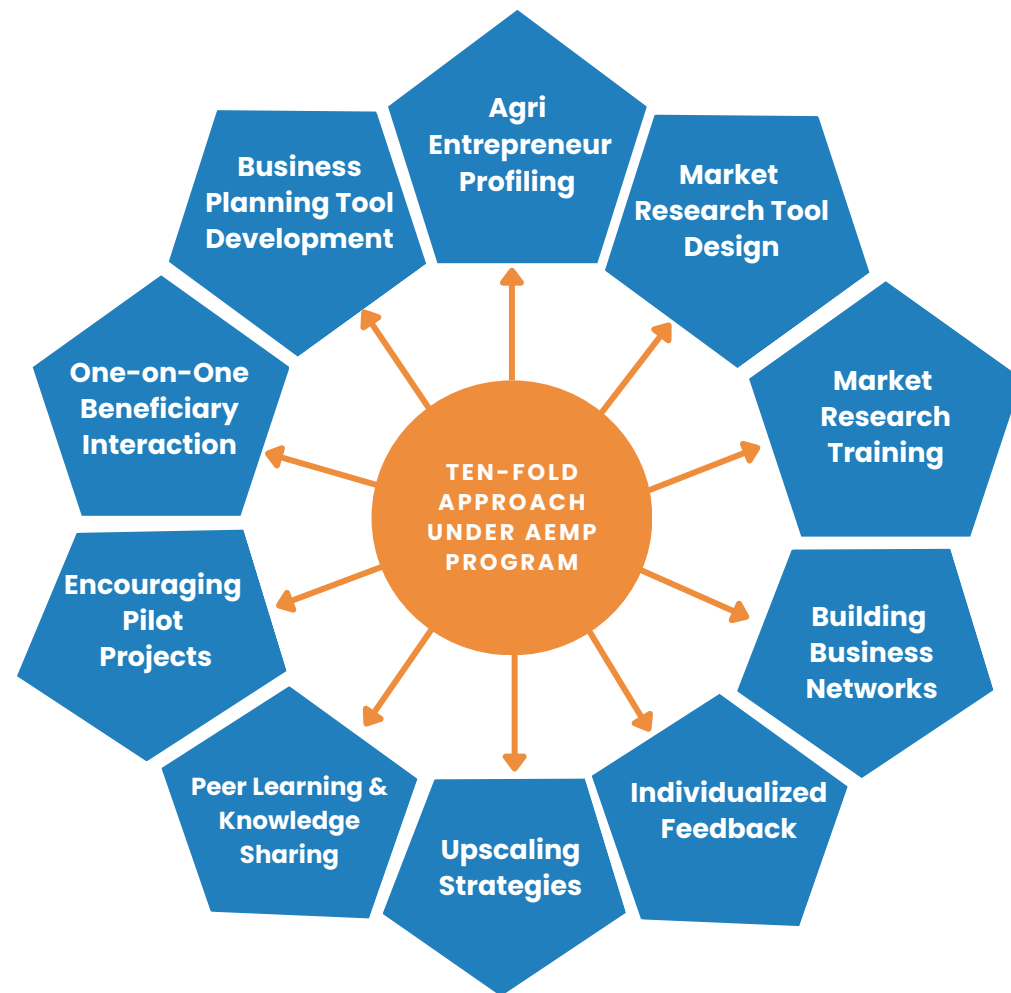 Agri
Entrepreneur
Profiling
Market
Research Tool
Design
Market
Research
Training
Building
Business
Networks
Individualized
Feedback
Upscaling
Strategies
Peer Learning &
Knowledge
Sharing
Encouraging
Pilot
Projects
One-on-One
Beneficiary
Interaction
Business
Planning Tool
Development
TEN-FOLD
APPROACH
UNDER AEMP
PROGRAM